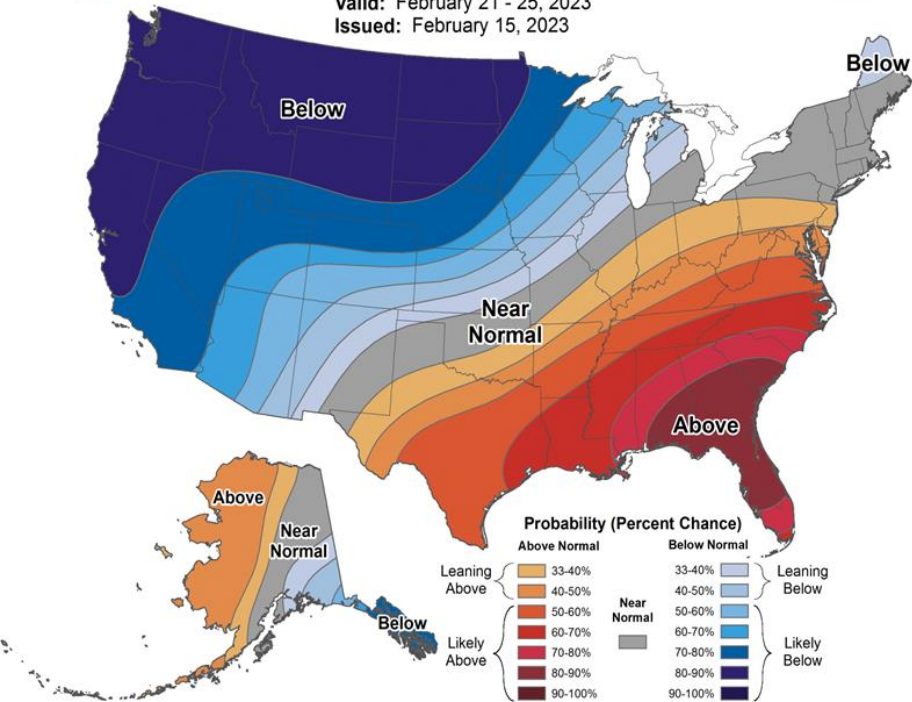 Valid: February 21 - 25, 2023
Issued: February 15, 2023
Below
Below
Near
Normal
Above
Above
Near
Normal
Below
Probability (Percent Chance)
Above Normal
Below Normal
Leaning
Above
33-40%
40-50%
Likely
Above
50-60%
60-70%
70-80%
80-90%
90-100%
Near
Normal
33-40%
40-50%
Leaning
Below
50-60%
60-70%
70-80%
80-90%
90-100%
Likely
Below